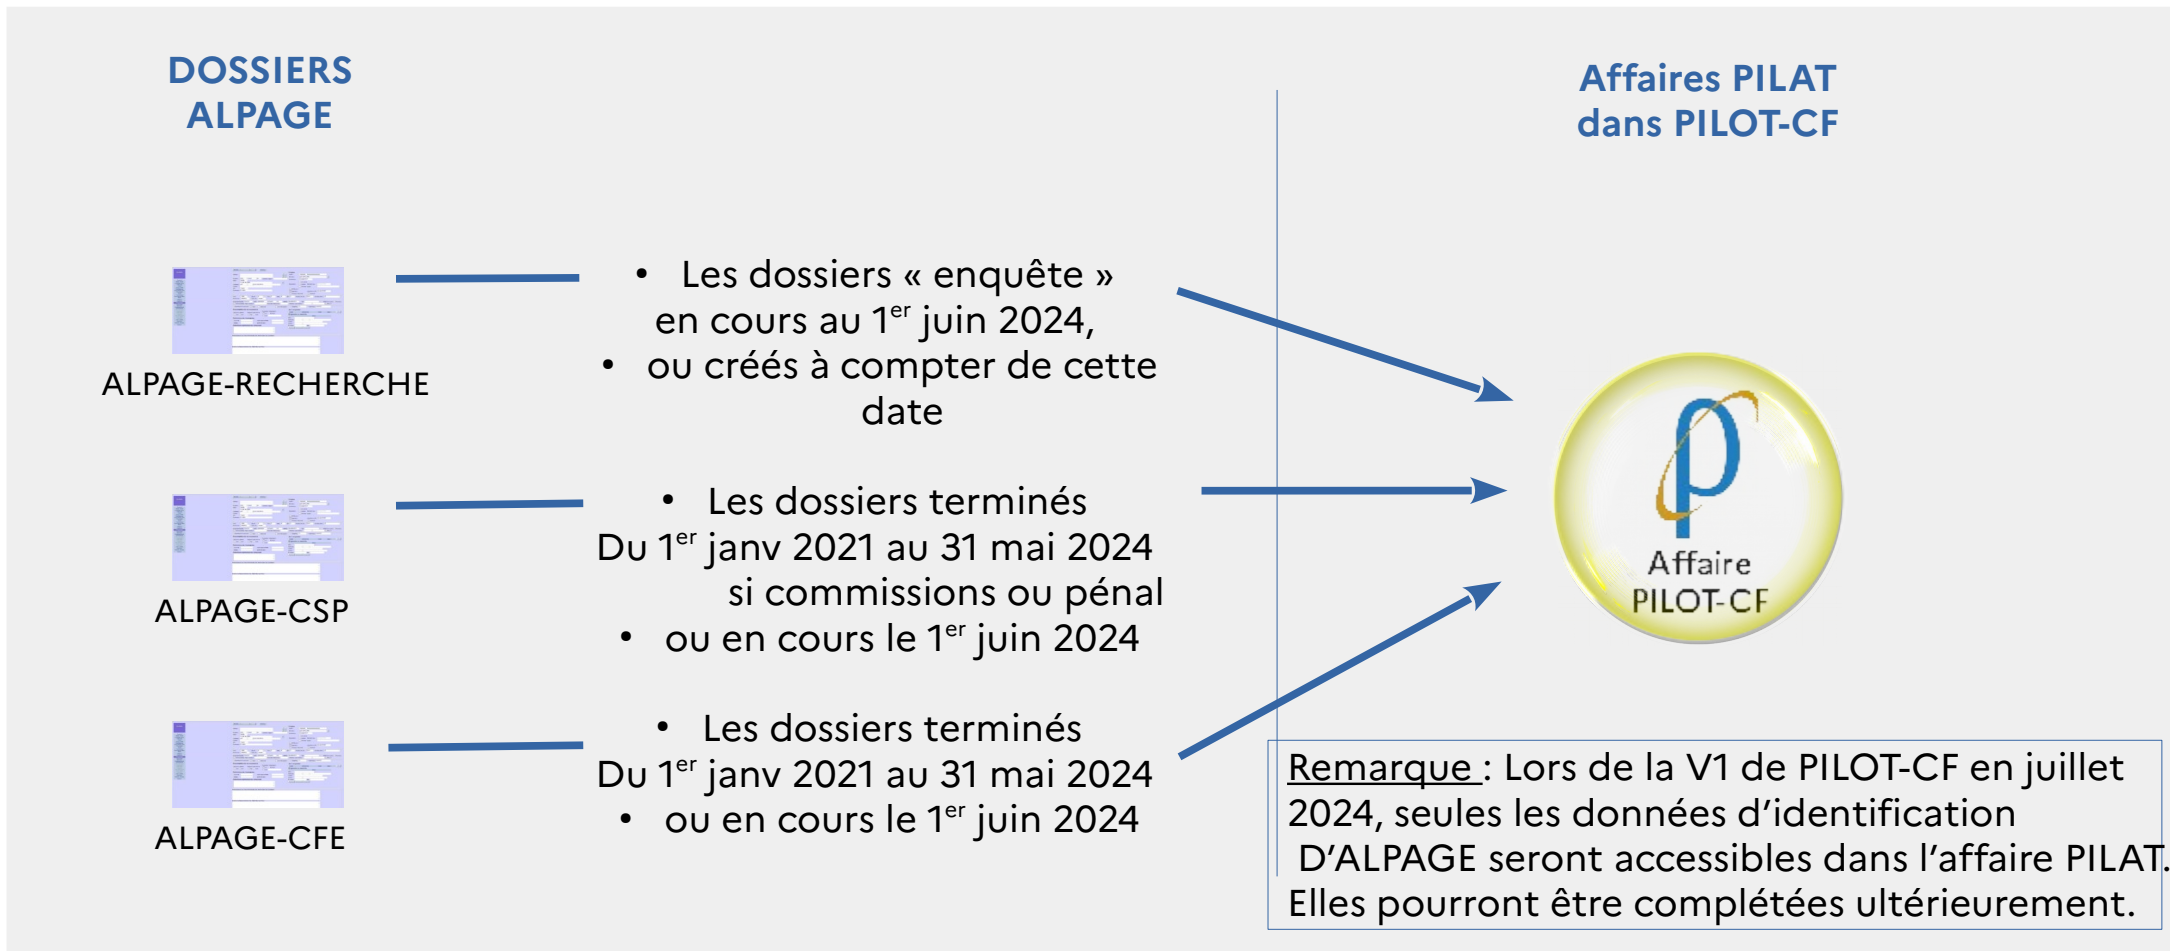 DOSSIERS
ALPAGE
Affaires PILAT
dans PILOT-CF
ALPAGE-RECHERCHE
• Les dossiers « enquête »
en cours au 1er juin 2024,
• ou créés à compter de cette
date
ALPAGE-CSP
• Les dossiers terminés
Du 1er janv 2021 au 31 mai 2024
si commissions ou pénal
• ou en cours le 1er juin 2024
ALPAGE-CFE
• Les dossiers terminés
Du 1er janv 2021 au 31 mai 2024
• ou en cours le 1er juin 2024
Affaire
PILOT-CF
Remarque : Lors de la V1 de PILOT-CF en juillet
2024, seules les données d’identification
D’ALPAGE seront accessibles dans l’affaire PILAT.
Elles pourront être complétées ultérieurement.